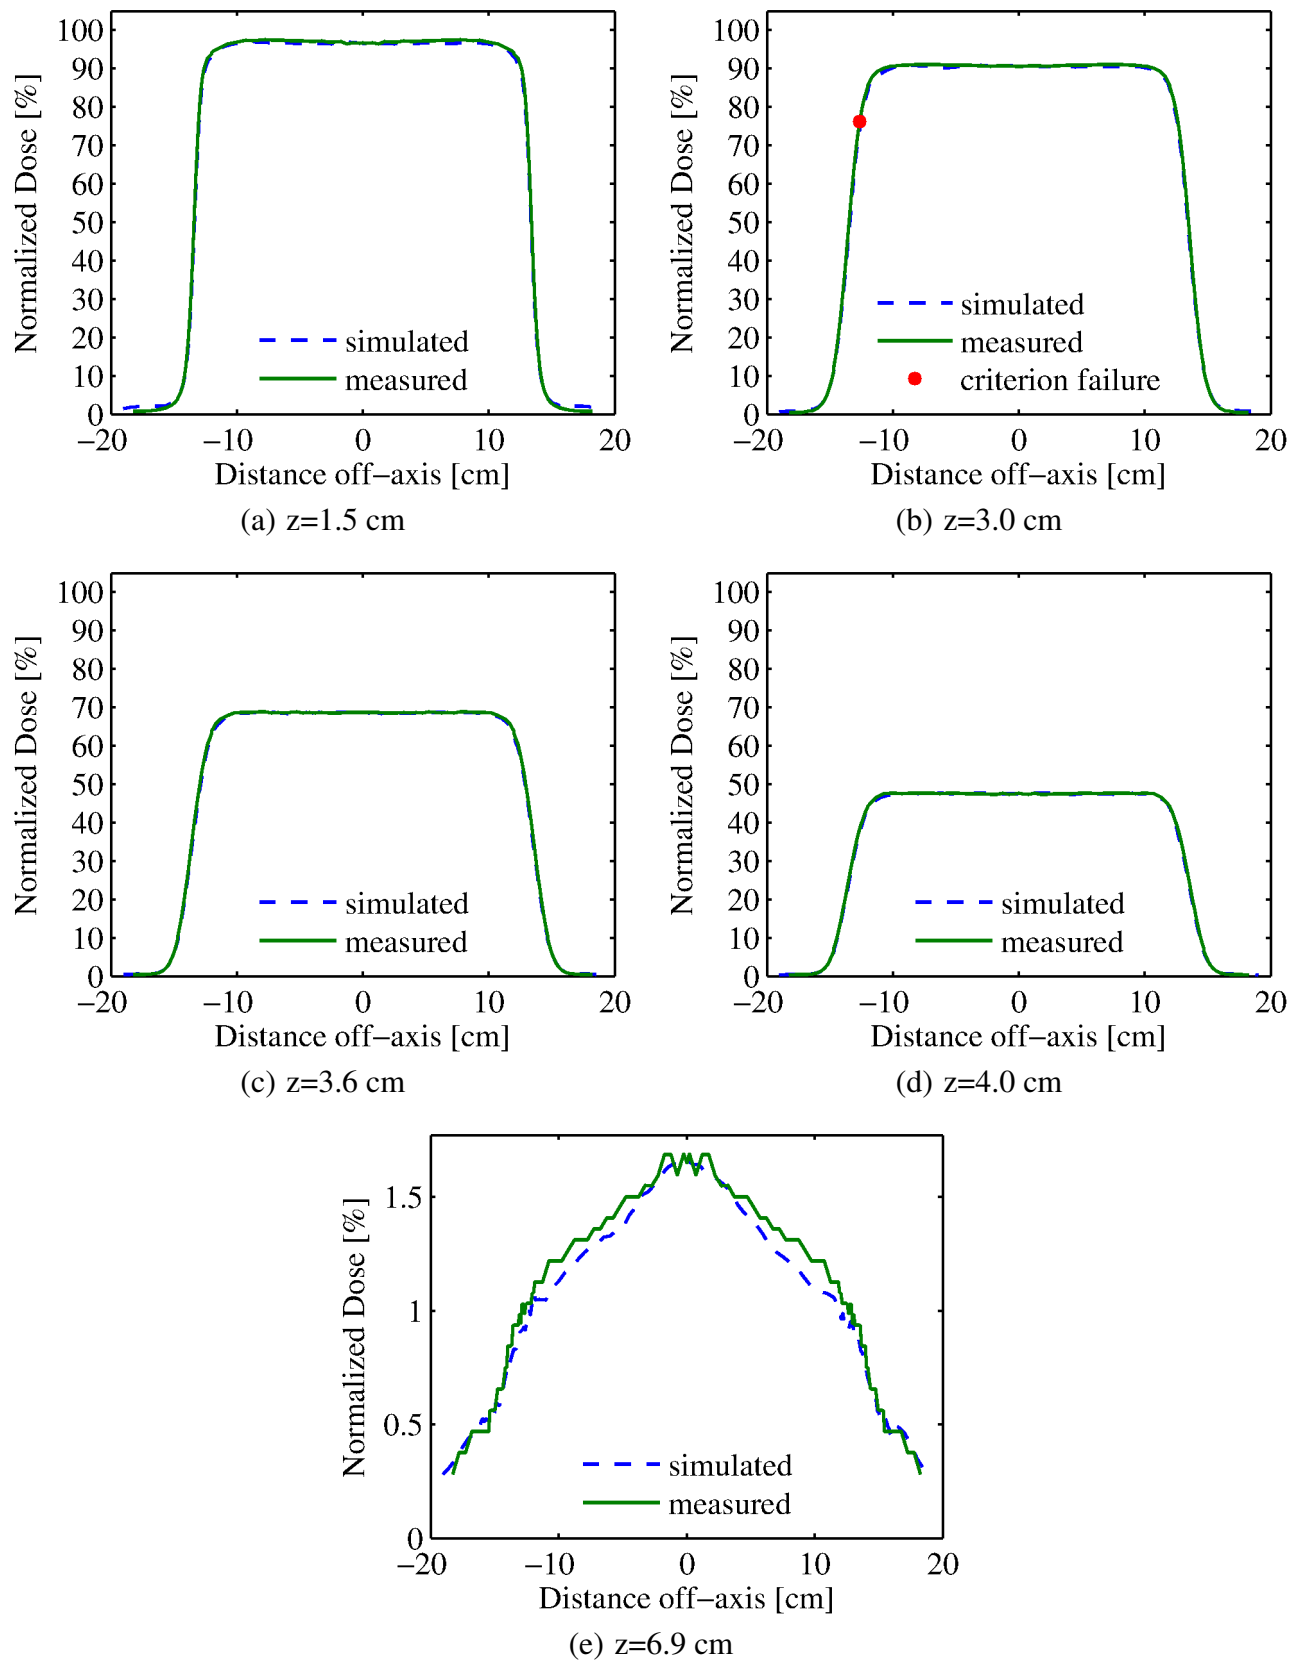 100
90
80
70
60
50
40
30
20
10
0
Normalized Dose [%]
simulated
measured
−20 −10 0 10 20
Distance off−axis [cm]
(a) z=1.5 cm
100
90
80
70
60
50
40
30
20
10
0
Normalized Dose [%]
simulated
measured
criterion failure
−20 −10 0 10 20
Distance off−axis [cm]
(b) z=3.0 cm
100
90
80
70
60
50
40
30
20
10
0
Normalized Dose [%]
simulated
measured
−20 −10 0 10 20
Distance off−axis [cm]
(c) z=3.6 cm
100
90
80
70
60
50
40
30
20
10
0
Normalized Dose [%]
simulated
measured
−20 −10 0 10 20
Distance off−axis [cm]
(d) z=4.0 cm
1.5
1
0.5
0
Normalized Dose [%]
simulated
measured
−20 −10 0 10 20
Distance off−axis [cm]
(e) z=6.9 cm